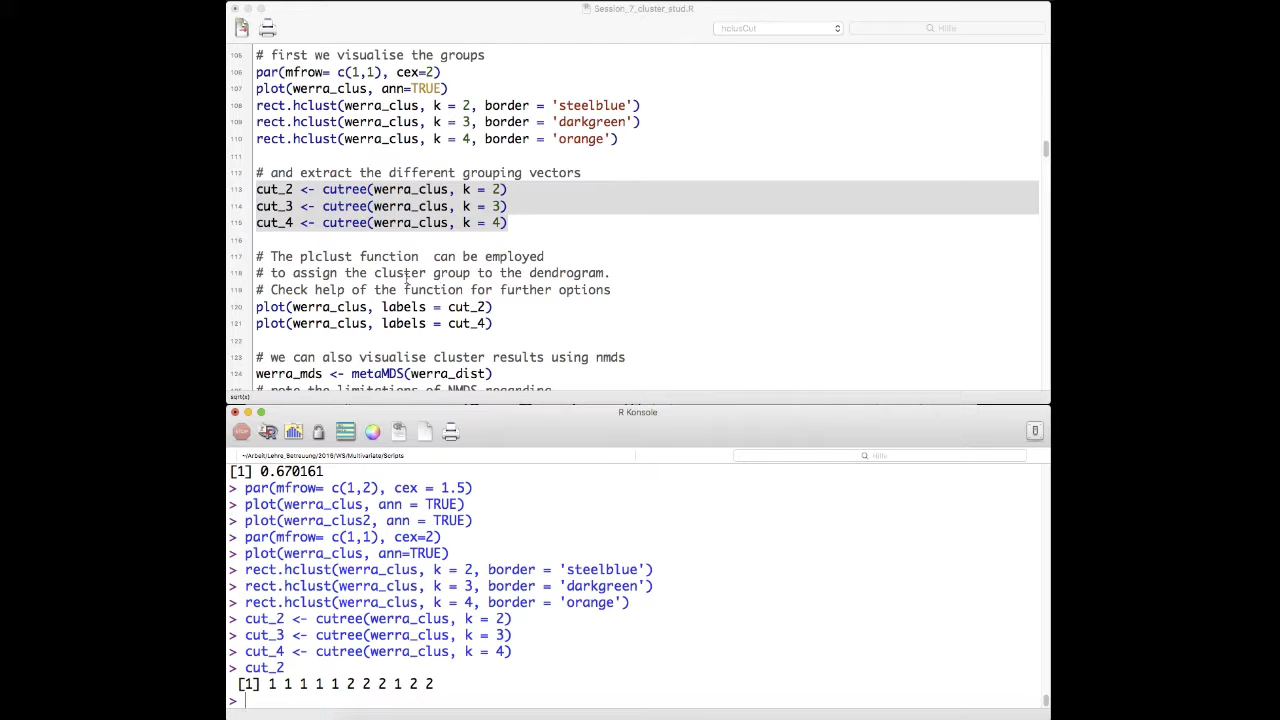 Session_7_cluster_stud.R
hclusCut
Hilfe
105 # first we visualise the groups
106 par(mfrow= c(1,1), cex=2)
107 plot(werra_clus, ann=TRUE)
108 rect.hclust(werra_clus, k = 2, border = 'steelblue')
109 rect.hclust(werra_clus, k = 3, border = 'darkgreen')
110 rect.hclust(werra_clus, k = 4, border = 'orange')
111
112 # and extract the different grouping vectors
113 cut_2 <- cutree(werra_clus, k = 2)
114 cut_3 <- cutree(werra_clus, k = 3)
115 cut_4 <- cutree(werra_clus, k = 4)
116
117 # The plclust function  can be employed
118 # to assign the cluster group to the dendrogram.
119 # Check help of the function for further options
120 plot(werra_clus, labels = cut_2)
121 plot(werra_clus, labels = cut_4)
122
123 # we can also visualise cluster results using nmds
124 werra_mds <- metaMDS(werra_dist)
# note the limitations of NMDS regarding
sqrt(s)
R Konsole
STOP
~/Arbeit/Lehre_Betreuung/2016/WS/Multivariate/Scripts
Hilfe
[1] 0.670161
> par(mfrow= c(1,2), cex = 1.5)
> plot(werra_clus, ann = TRUE)
> plot(werra_clus2, ann = TRUE)
> par(mfrow= c(1,1), cex=2)
> plot(werra_clus, ann=TRUE)
> rect.hclust(werra_clus, k = 2, border = 'steelblue')
> rect.hclust(werra_clus, k = 3, border = 'darkgreen')
> rect.hclust(werra_clus, k = 4, border = 'orange')
> cut_2 <- cutree(werra_clus, k = 2)
> cut_3 <- cutree(werra_clus, k = 3)
> cut_4 <- cutree(werra_clus, k = 4)
> cut_2
[1] 1 1 1 1 1 2 2 2 1 2 2
>